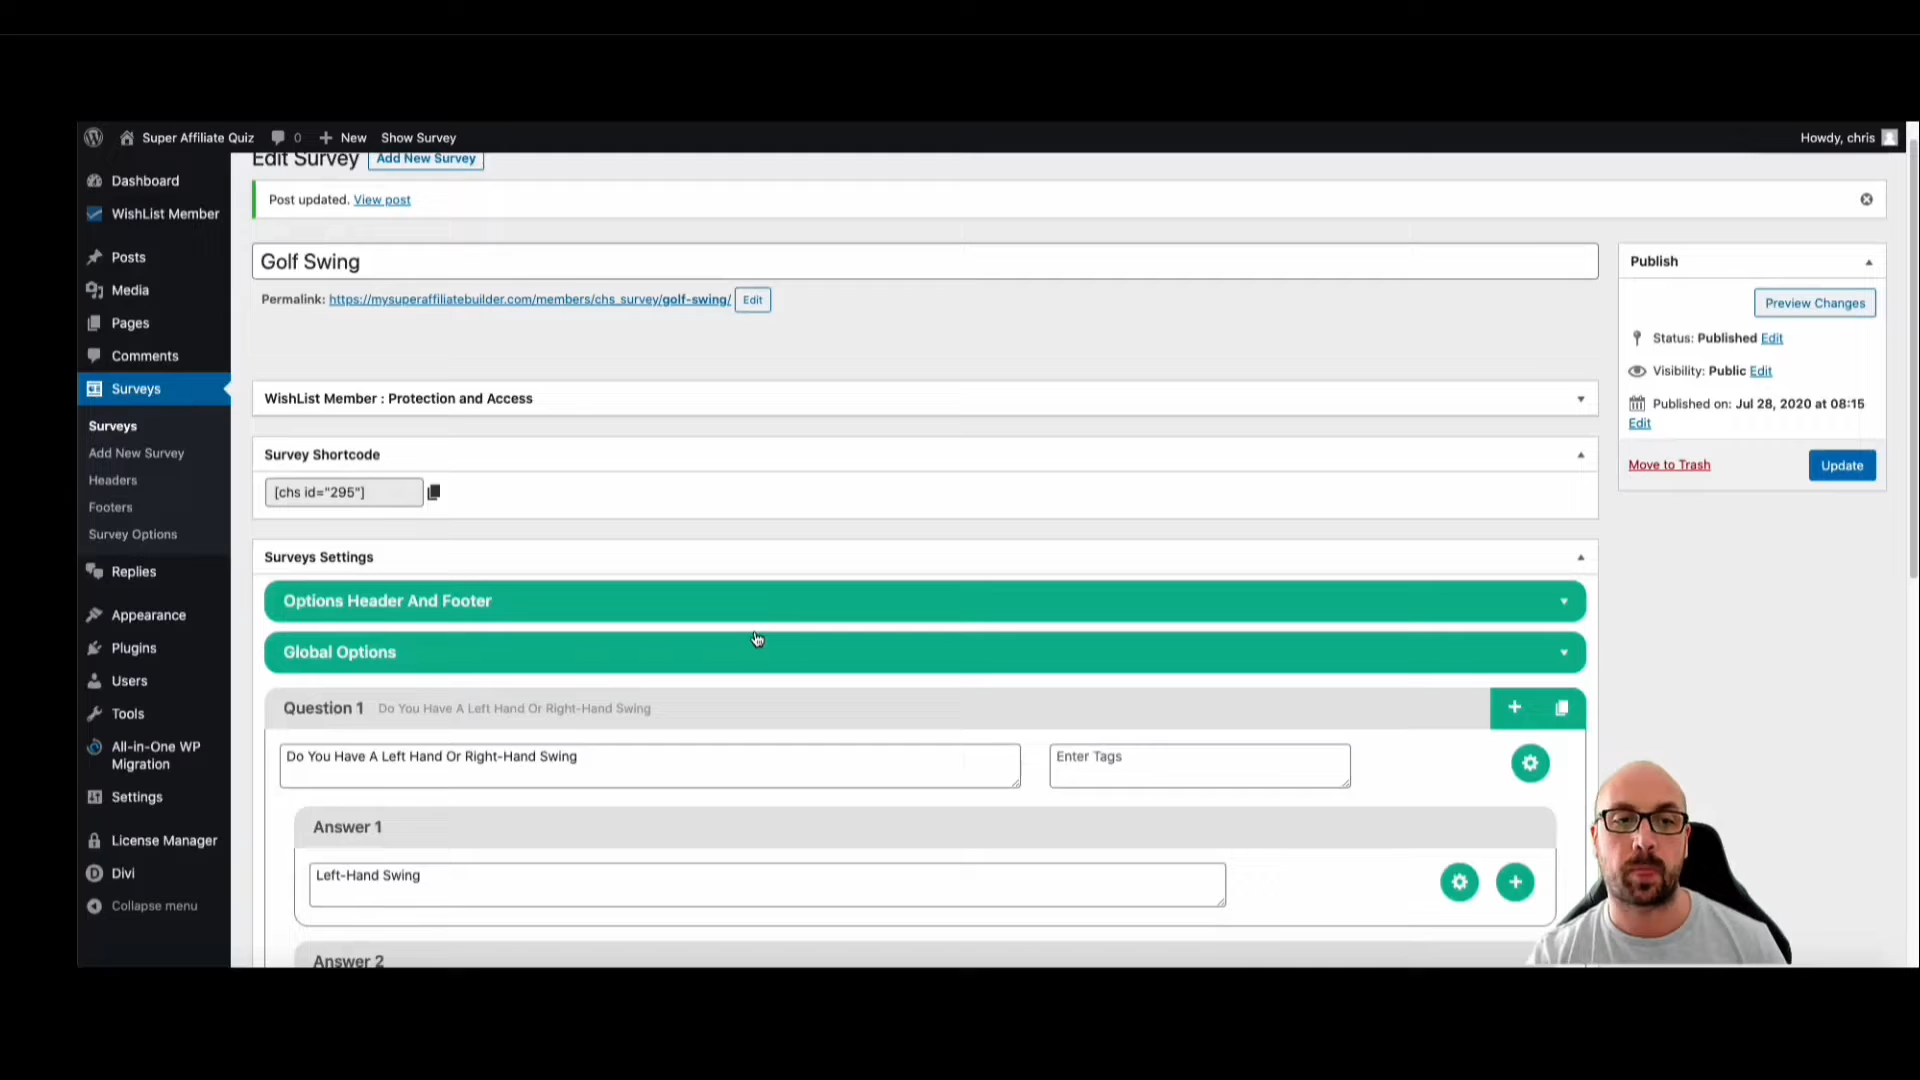 Super Affiliate Quiz 0 New Show Survey Howdy, chris
Dashboard
WishList Member
Posts
Media
Pages
Comments
Surveys
Surveys
Add New Survey
Headers
Footers
Survey Options
Replies
Appearance
Plugins
Users
Tools
All-in-One WP
Migration
Settings
License Manager
Divi
Collapse menu
Edit Survey Add New Survey
Post updated. View post
Golf Swing
Permalink: https://mysuperaffiliatebuilder.com/members/chs_survey/golf-swing/ Edit
WishList Member : Protection and Access
Survey Shortcode
[chs id="295"]
Surveys Settings
Options Header And Footer
Global Options
Question 1 Do You Have A Left Hand Or Right-Hand Swing
Do You Have A Left Hand Or Right-Hand Swing Enter Tags
Answer 1
Left-Hand Swing
Answer 2
Publish
Preview Changes
Status: Published Edit
Visibility: Public Edit
Published on: Jul 28, 2020 at 08:15
Edit
Move to Trash Update